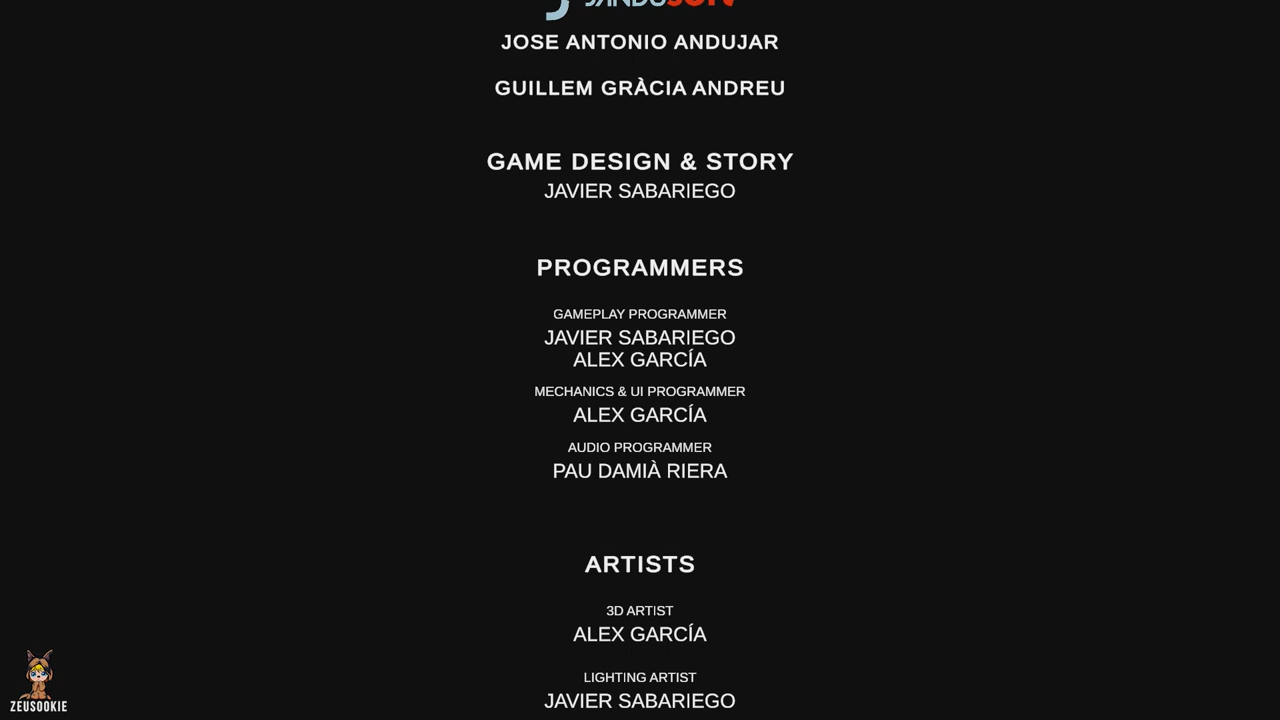 JOSE ANTONIO ANDUJAR
GUILLEM GRÀCIA ANDREU
GAME DESIGN & STORY
JAVIER SABARIEGO
PROGRAMMERS
GAMEPLAY PROGRAMMER
JAVIER SABARIEGO
ALEX GARCÍA
MECHANICS & UI PROGRAMMER
ALEX GARCÍA
AUDIO PROGRAMMER
PAU DAMIÀ RIERA
ARTISTS
3D ARTIST
ALEX GARCÍA
LIGHTING ARTIST
JAVIER SABARIEGO
ZEUSOOKIE